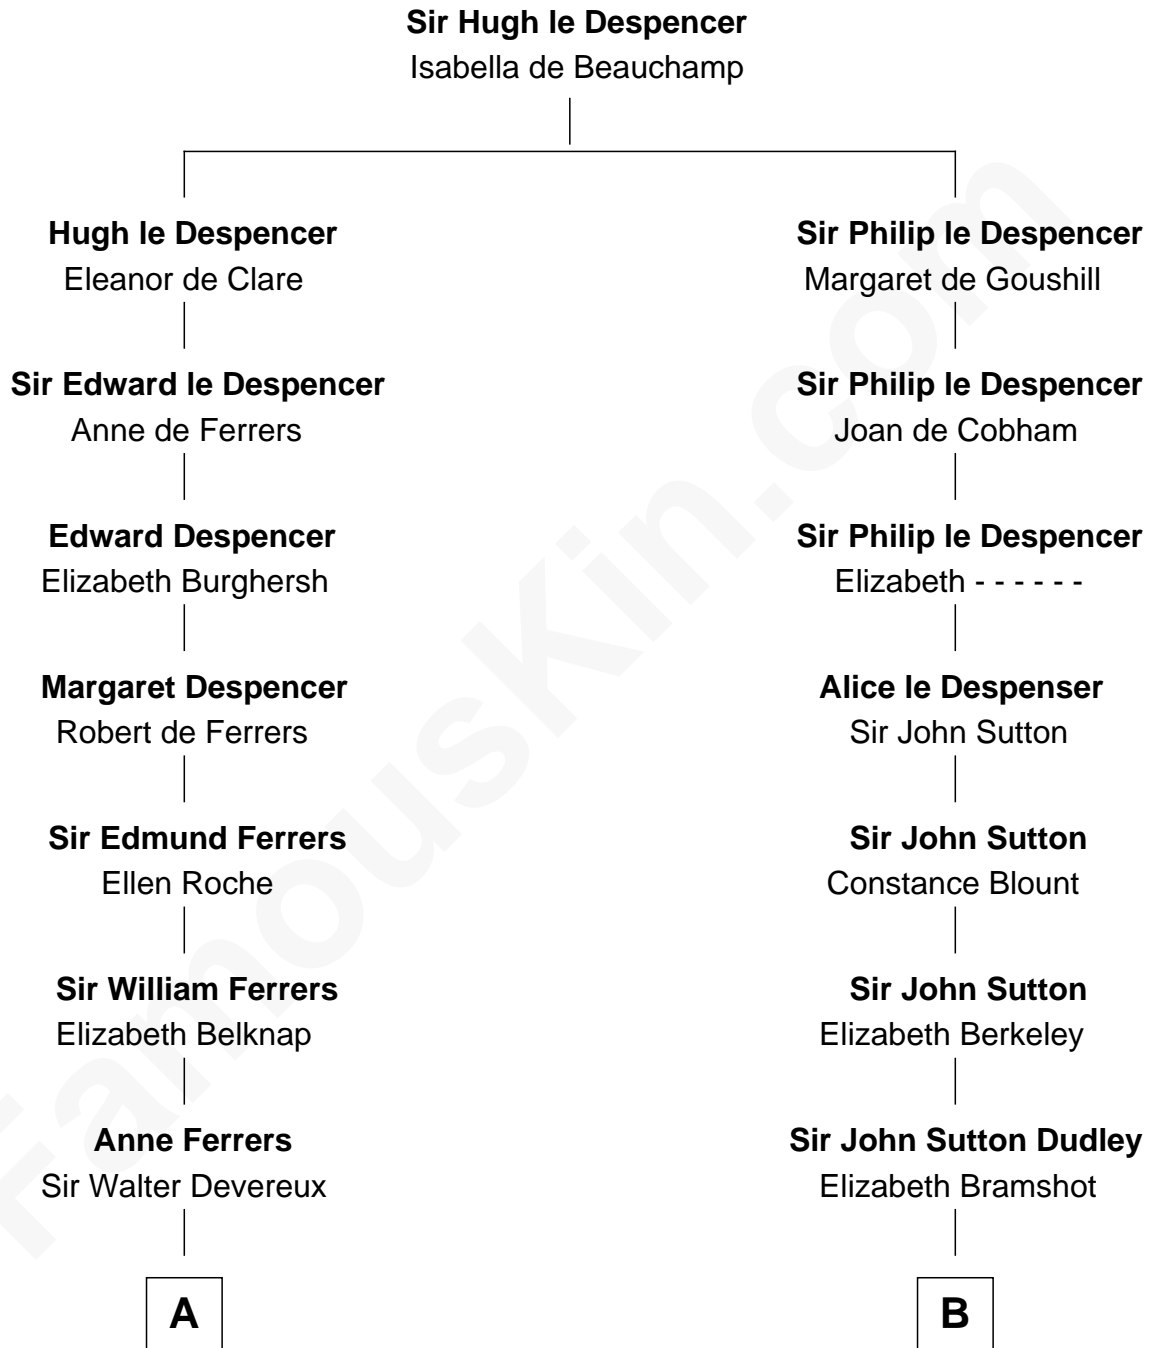 Sir Hugh le Despencer
Isabella de Beauchamp
Hugh le Despencer
Eleanor de Clare
Sir Philip le Despencer
Margaret de Goushill
Sir Edward le Despencer
Anne de Ferrers
Sir Philip le Despencer
Joan de Cobham
Edward Despencer
Elizabeth Burghersh
Sir Philip le Despencer
Elizabeth - - - - - -
Margaret Despencer
Robert de Ferrers
Alice le Despenser
Sir John Sutton
Sir Edmund Ferrers
Ellen Roche
Sir John Sutton
Constance Blount
Sir William Ferrers
Elizabeth Belknap
Sir John Sutton
Elizabeth Berkeley
Anne Ferrers
Sir Walter Devereux
Sir John Sutton Dudley
Elizabeth Bramshot
A
B
FamousKin.com